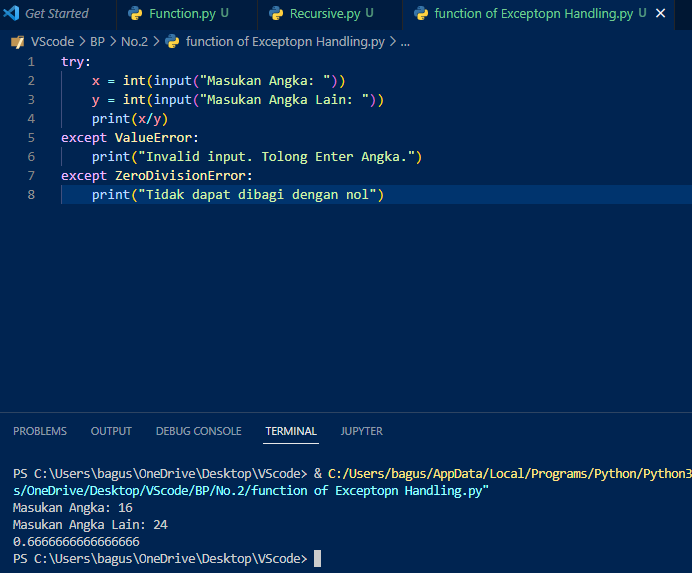 Get Started Function.py U Recursive.py U function of Exceptopn Handling.py U
VScode > BP > No.2 > function of Exceptopn Handling.py > ...
1 try:
2 x = int(input("Masukan Angka: "))
3 y = int(input("Masukan Angka Lain: "))
4 print(x/y)
5 except ValueError:
6 print("Invalid input. Tolong Enter Angka.")
7 except ZeroDivisionError:
8 print("Tidak dapat dibagi dengan nol")
PROBLEMS OUTPUT DEBUG CONSOLE TERMINAL JUPYTER
PS C:\Users\bagus\OneDrive\Desktop\VScode> & C:/Users/bagus/AppData/Local/Programs/Python/Python3
s/OneDrive/Desktop/VScode/BP/No.2/function of Exceptopn Handling.py"
Masukan Angka: 16
Masukan Angka Lain: 24
0.6666666666666666
PS C:\Users\bagus\OneDrive\Desktop\VScode>